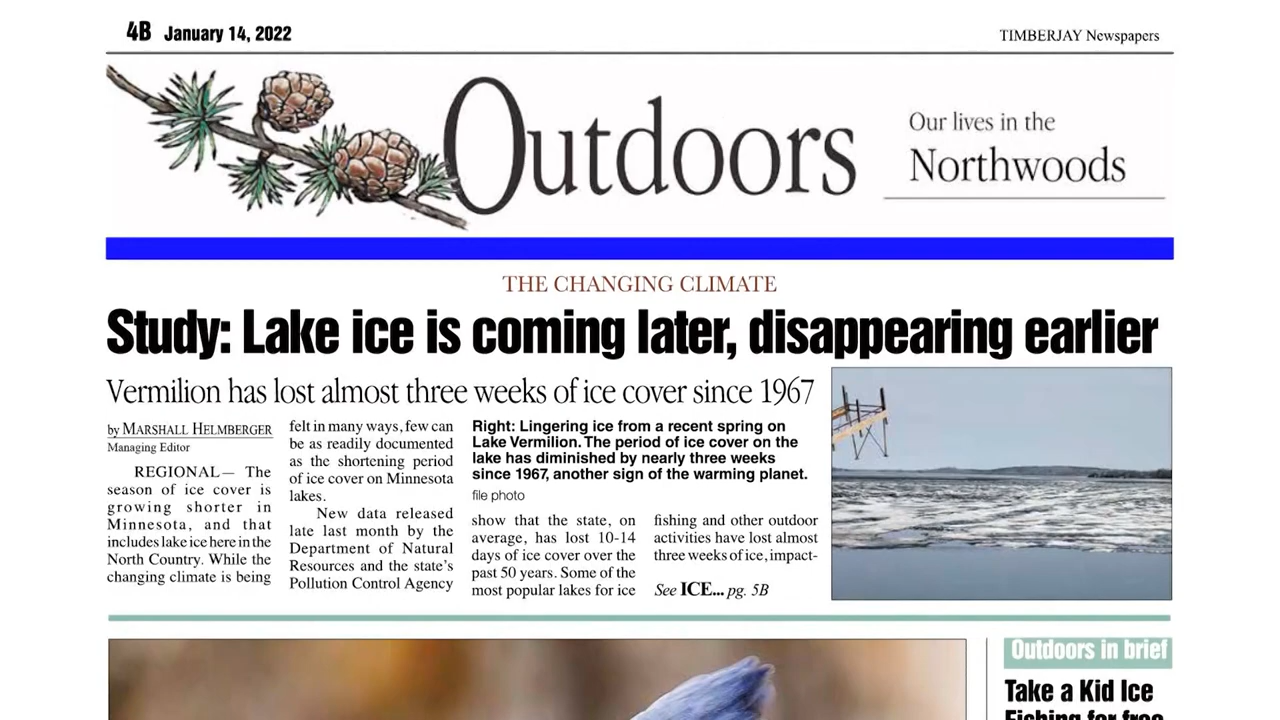 4B January 14, 2022
TIMBERJAY Newspapers
Outdoors
Our lives in the
Northwoods
THE CHANGING CLIMATE
Study: Lake ice is coming later, disappearing earlier
Vermilion has lost almost three weeks of ice cover since 1967
by MARSHALL HELMBERGER
Managing Editor
REGIONAL— The
season of ice cover is
growing shorter in
Minnesota, and that
includes lake ice here in the
North Country. While the
changing climate is being
felt in many ways, few can
be as readily documented
as the shortening period
of ice cover on Minnesota
lakes.
New data released
late last month by the
Department of Natural
Resources and the state's
Pollution Control Agency
Right: Lingering ice from a recent spring on
Lake Vermilion. The period of ice cover on the
lake has diminished by nearly three weeks
since 1967, another sign of the warming planet.
file photo
show that the state, on
average, has lost 10-14
days of ice cover over the
past 50 years. Some of the
most popular lakes for ice
fishing and other outdoor
activities have lost almost
three weeks of ice, impact-
See ICE... pg. 5B
Outdoors in brief
Take a Kid Ice
Fishing for free